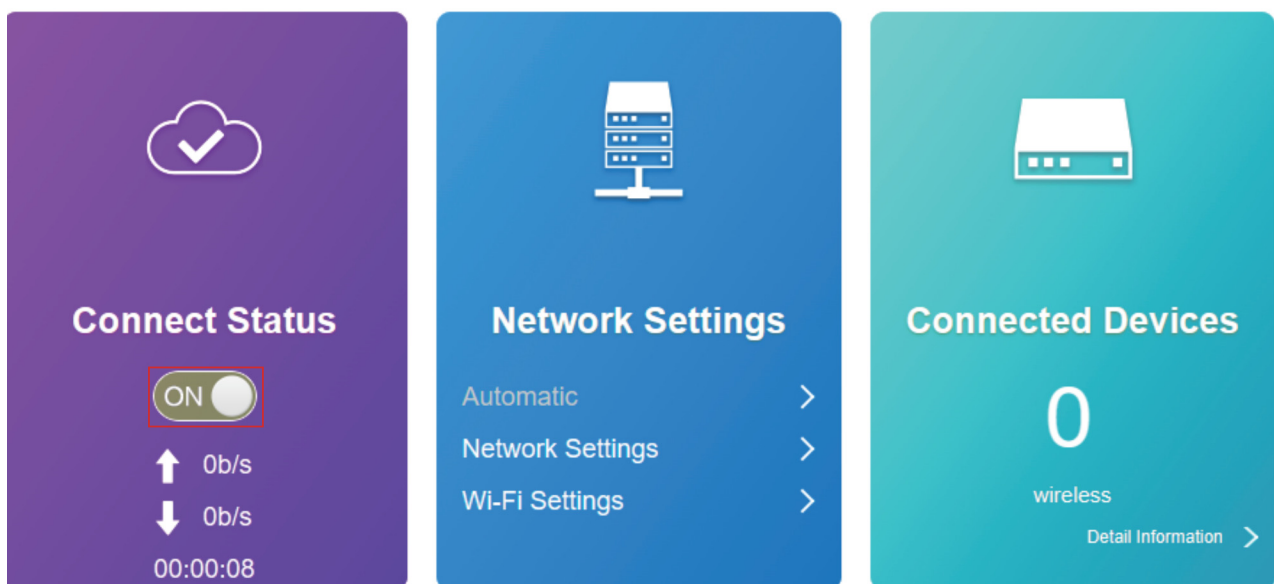 Connect Status
ON
0b/s
0b/s
00:00:08
Network Settings
Automatic
Network Settings
Wi-Fi Settings
Connected Devices
0
wireless
Detail Information